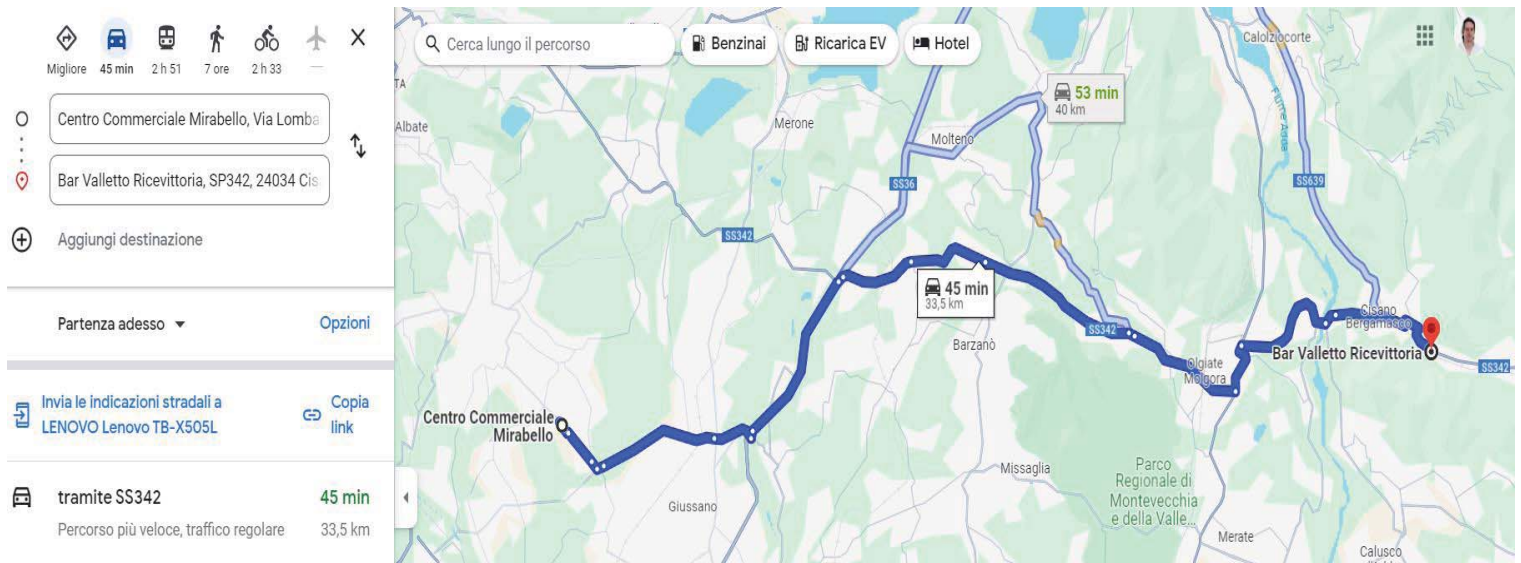 Migliore
45 min
2 h 51
7 ore
2 h 33
—
Centro Commerciale Mirabello, Via Lomba
Bar Valletto Ricevittoria, SP342, 24034 Cis
Aggiungi destinazione
Partenza adesso
Opzioni
Invia le indicazioni stradali a
LENOVO Lenovo TB-X505L
Copia
link
tramite SS342
45 min
Percorso più veloce, traffico regolare
33,5 km
Cerca lungo il percorso
Benzinai
Ricarica EV
Hotel
Calolziocorte
TA
Albate
Merone
Molteno
53 min
40 km
Fiume Adda
SS36
SS639
SS342
45 min
33,5 km
Barzanò
SS342
Olgiate
Molgora
Cisano
Bergamasco
Bar Valletto Ricevittoria
SS342
Centro Commerciale
Mirabello
Giussano
Missaglia
Parco
Regionale di
Montevecchia
e della Valle...
Merate
Calusco